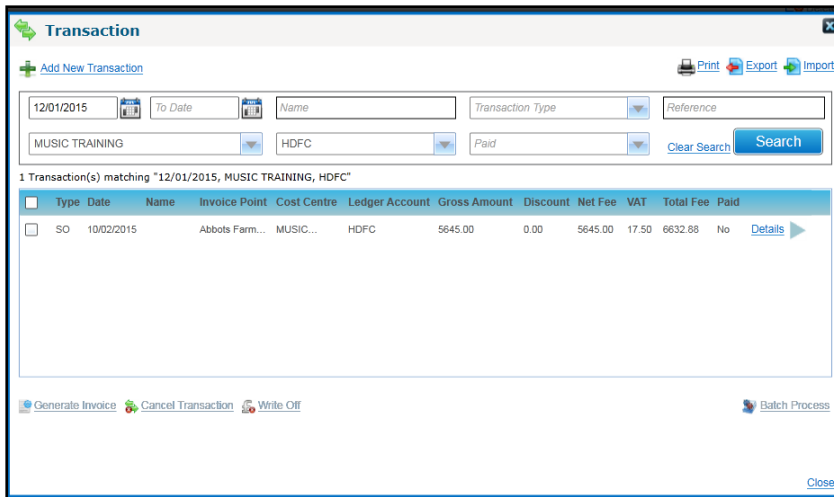 Transaction
Add New Transaction
Print Export Import
12/01/2015 To Date Name Transaction Type Reference
MUSIC TRAINING HDFC Paid Clear Search Search
1 Transaction(s) matching "12/01/2015, MUSIC TRAINING, HDFC"
Type Date Name Invoice Point Cost Centre Ledger Account Gross Amount Discount Net Fee VAT Total Fee Paid
SO 10/02/2015 Abbots Farm... MUSIC... HDFC 5645.00 0.00 5645.00 17.50 6632.88 No Details
Generate Invoice Cancel Transaction Write Off Batch Process
Close